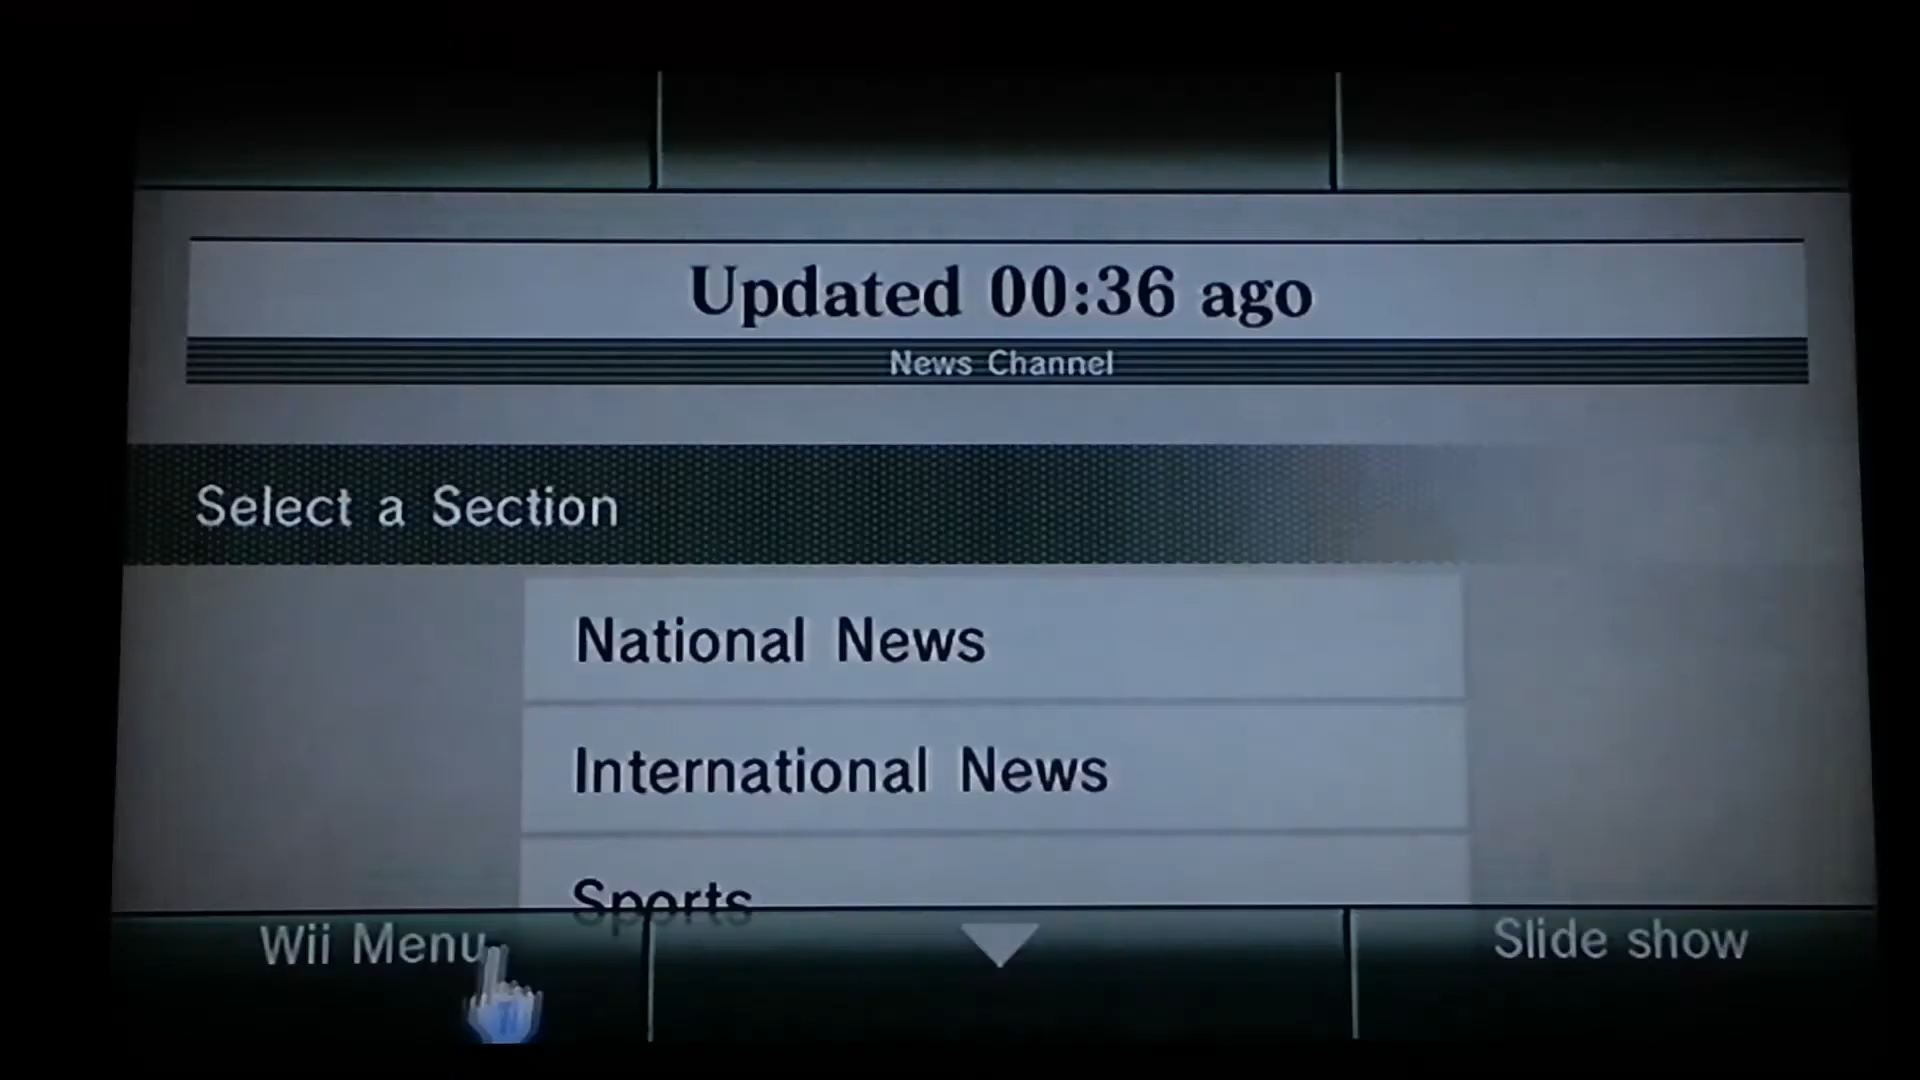 Updated 00:36 ago
News Channel
Select a Section
National News
International News
Sports
Wii Menu
Slide show